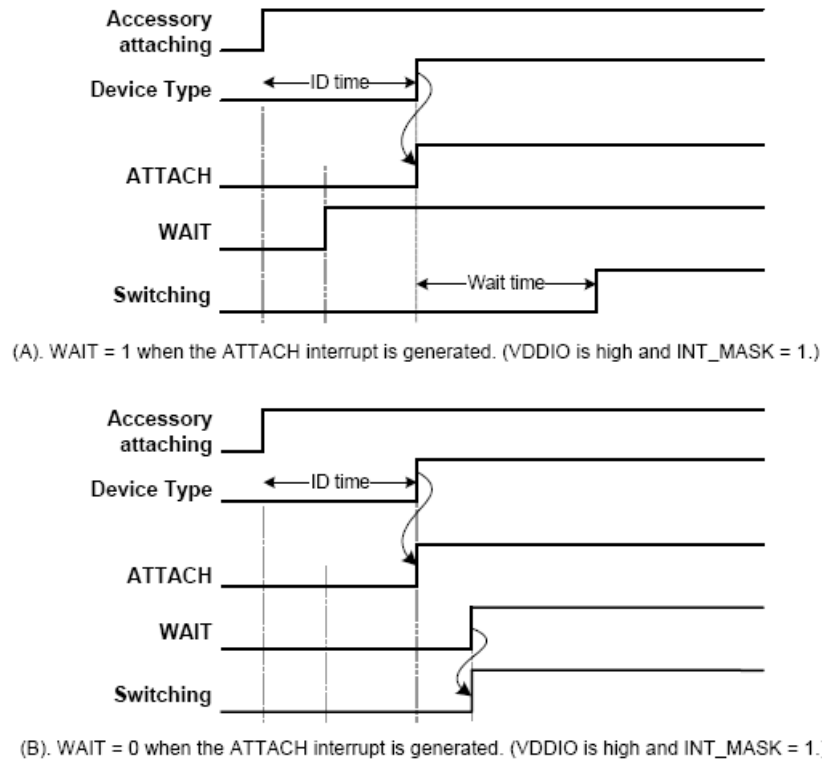 Accessory
attaching
Device Type
ID time
ATTACH
WAIT
Switching
Wait time
(A). WAIT = 1 when the ATTACH interrupt is generated. (VDDIO is high and INT_MASK = 1.)
Accessory
attaching
Device Type
ID time
ATTACH
WAIT
Switching
(B). WAIT = 0 when the ATTACH interrupt is generated. (VDDIO is high and INT_MASK = 1.